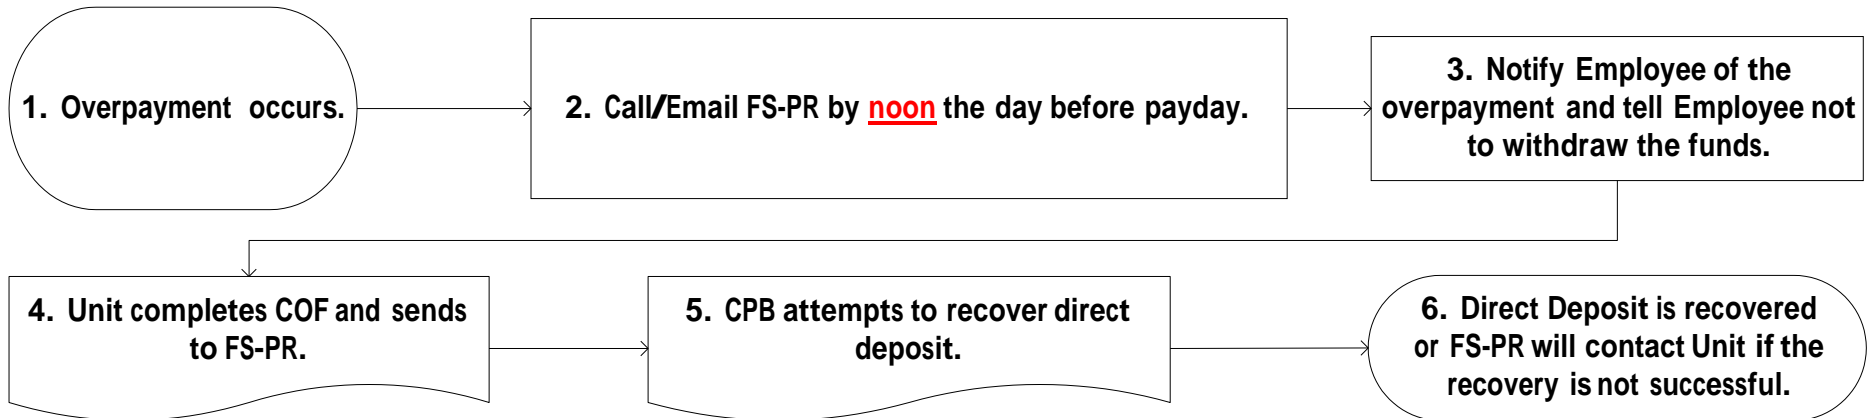 1. Overpayment occurs.
2. Call/Email FS-PR by noon the day before payday.
3. Notify Employee of the
overpayment and tell Employee not
to withdraw the funds.
4. Unit completes COF and sends
to FS-PR.
5. CPB attempts to recover direct
deposit.
6. Direct Deposit is recovered
or FS-PR will contact Unit if the
recovery is not successful.